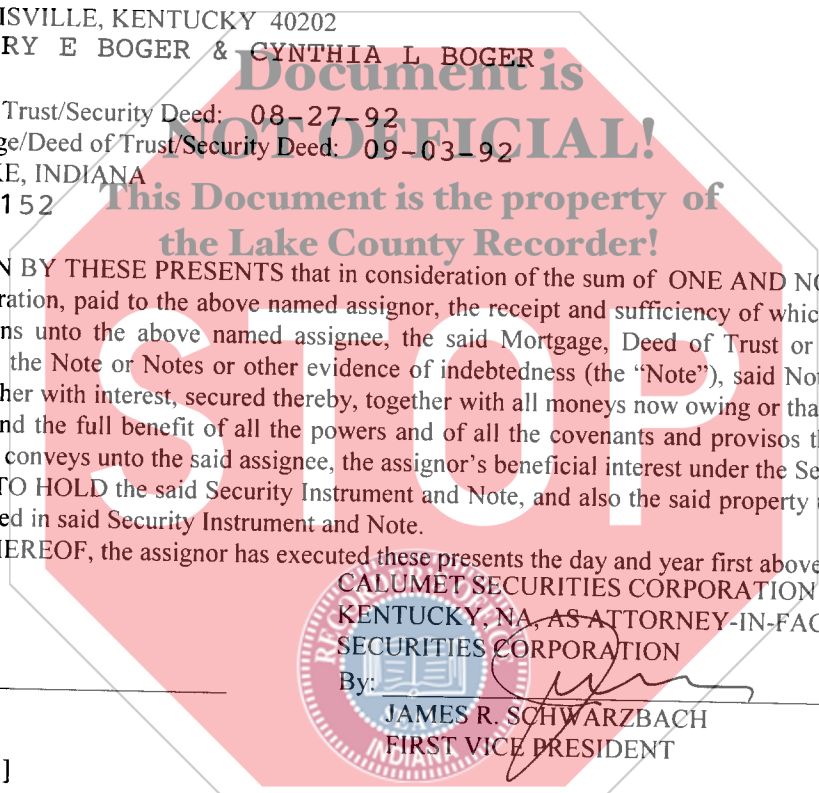 ISVILLE, KENTUCKY 40202
RY E BOGER & CYNTHIA L BOGER
Document is
Trust/Security Deed: 08-27-92
NOT OFFICIAL!
ge/Deed of Trust/Security Deed: 09-03-92
KE, INDIANA
152
This Document is the property of
the Lake County Recorder!
N BY THESE PRESENTS that in consideration of the sum of ONE AND NO
ration, paid to the above named assignor, the receipt and sufficiency of whic
ns unto the above named assignee, the said Mortgage, Deed of Trust or
the Note or Notes or other evidence of indebtedness (the “Note”), said No
her with interest, secured thereby, together with all moneys now owing or tha
nd the full benefit of all the powers and of all the covenants and provisos t
conveys unto the said assignee, the assignor’s beneficial interest under the Se
TO HOLD the said Security Instrument and Note, and also the said property
ed in said Security Instrument and Note.
STOP
HEREOF, the assignor has executed these presents the day and year first above
CALUMET SECURITIES CORPORATION
KENTUCKY, NA, AS ATTORNEY-IN-FAC
SECURITIES CORPORATION
By:
JAMES R. SCHWARZBACH
FIRST VICE PRESIDENT
RECORDER'S OFFICE
SEAL
INDIANA
]